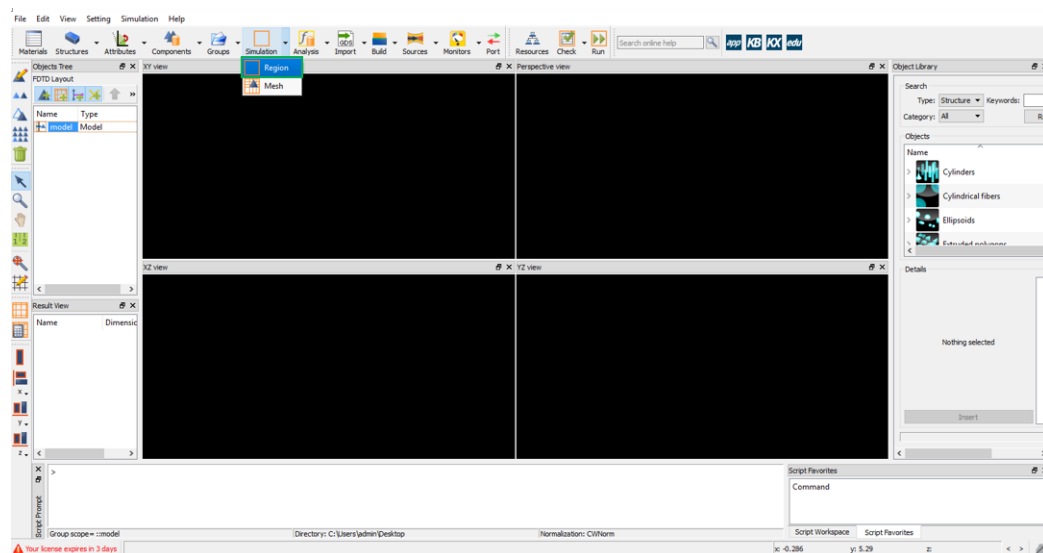 File Edit View Setting Simulation Help
Materials Structures Attributes Components Groups Simulation Analysis Import Build Sources Monitors Port Resources Check Run Search online help app KB KX edu
GDS
Region
Mesh
Objects Tree
FDTD Layout
Name Type
model Model
XY view
Perspective view
XZ view
YZ view
Result View
Name Dimensic
x
y
z
Object Library
Search
Type: Structure Keywords:
Category: All R
Objects
Name
Cylinders
Cylindrical fibers
Ellipsoids
Extruded polygons
Details
Nothing selected
Insert
Script Prompt
>
Group scope= ::model Directory: C:\Users\admin\Desktop Normalization: CWNorm
Script Favorites
Command
Script Workspace Script Favorites
Your license expires in 3 days x: -0.286 y: 5.29 z: